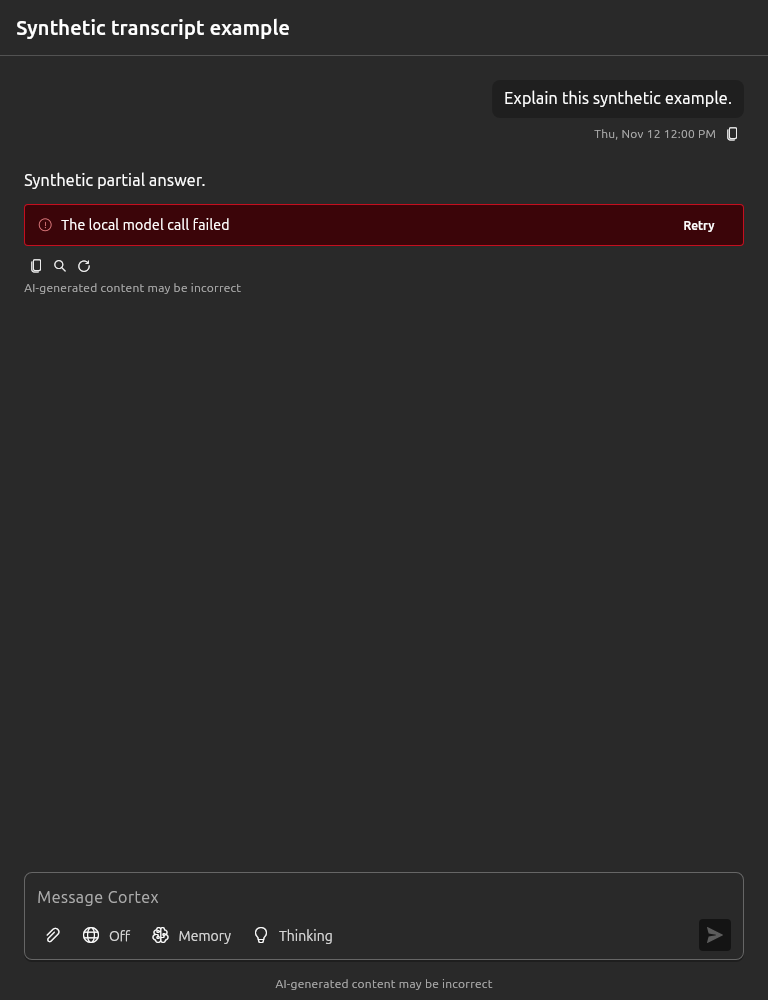 Synthetic transcript example
Explain this synthetic example.
Thu, Nov 12 12:00 PM
Synthetic partial answer.
The local model call failed
Retry
AI-generated content may be incorrect
Message Cortex
Off Memory Thinking
AI-generated content may be incorrect